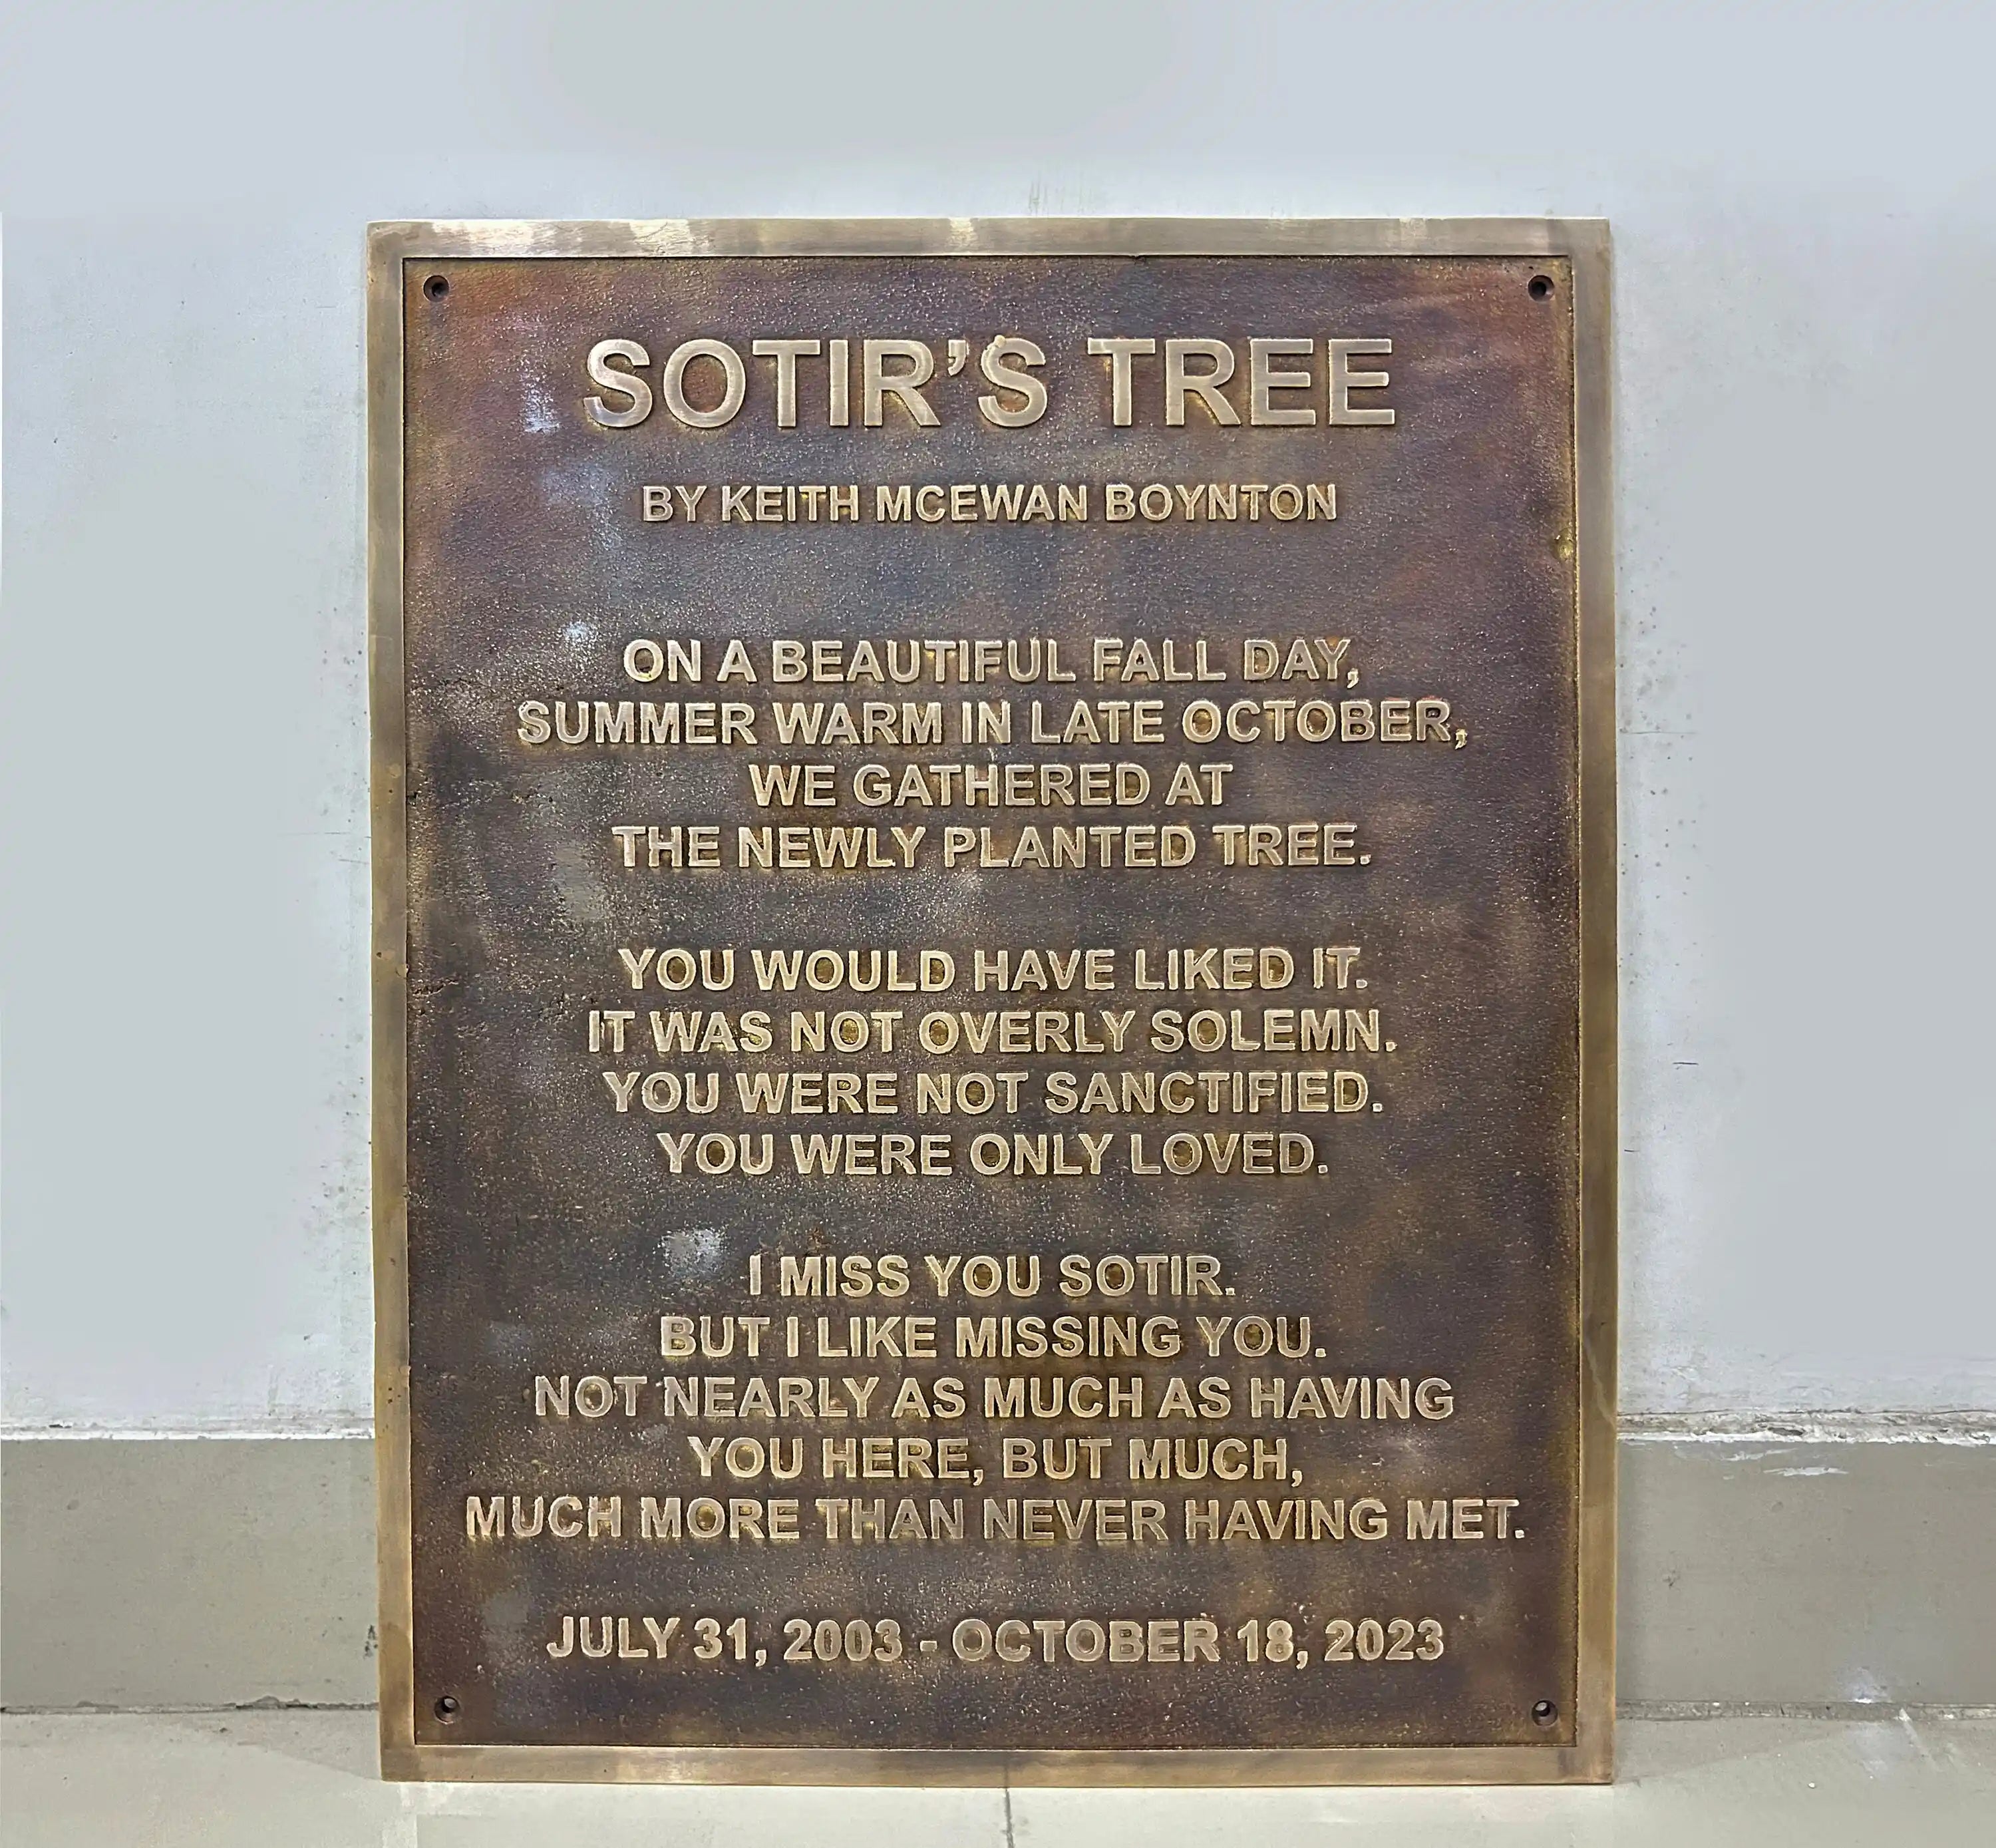 SOTIR'S TREE
BY KEITH MCEWAN BOYNTON
ON A BEAUTIFUL FALL DAY,
SUMMER WARM IN LATE OCTOBER,
WE GATHERED AT
THE NEWLY PLANTED TREE.
YOU WOULD HAVE LIKED IT.
IT WAS NOT OVERLY SOLEMN.
YOU WERE NOT SANCTIFIED.
YOU WERE ONLY LOVED.
I MISS YOU SOTIR.
BUT I LIKE MISSING YOU.
NOT NEARLY AS MUCH AS HAVING
YOU HERE, BUT MUCH,
MUCH MORE THAN NEVER HAVING MET.
JULY 31, 2003 - OCTOBER 18, 2023